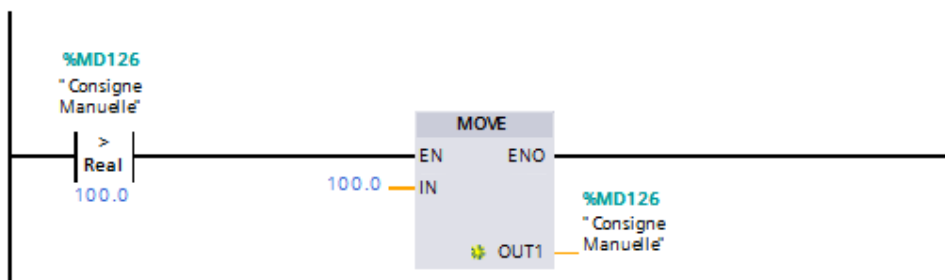 %MD126
"Consigne
Manuelle"
>
Real
100.0
MOVE
EN ENO
100.0 IN
%MD126
"Consigne
Manuelle"
OUT1